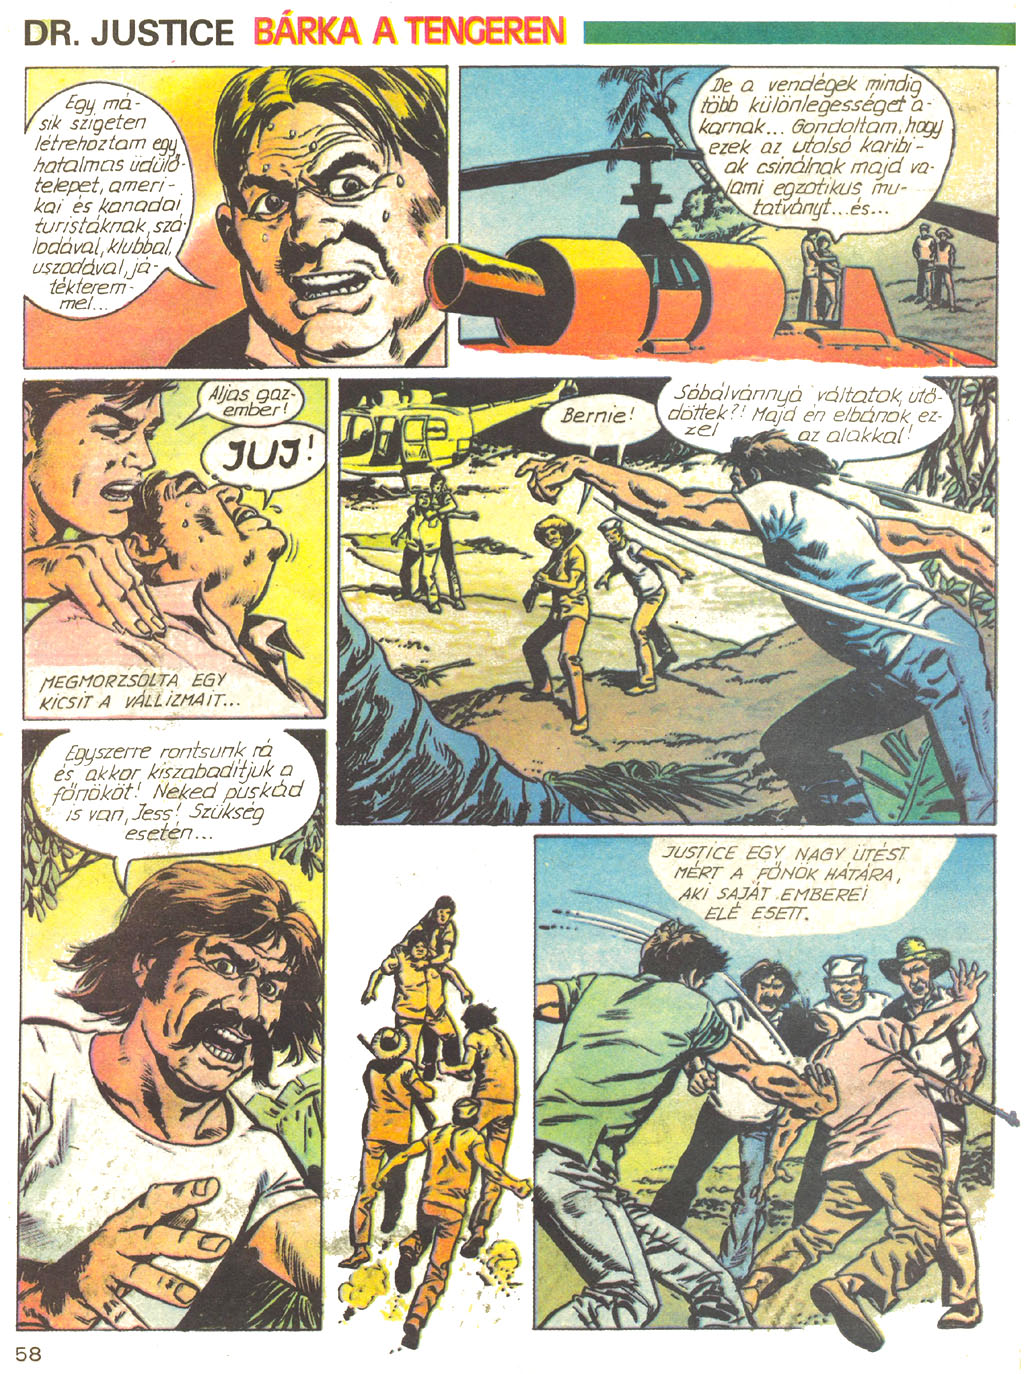 DR. JUSTICE BÁRKA A TENGEREN
Egy má-
sik szigeten
létrehoztam egy
hatalmas üdülő-
telepet, ameri-
kai és kanadai
turistáknak, szá-
lodával, klubbal,
uszodával, já-
tékterem-
mel...
De a vendégek mindig
több különlegességet a-
karnak... Gondoltam, hogy
ezek az utolsó karibi-
ak csinálnak majd va-
lami egzotikus mu-
tatványt...és...
Aljas gaz-
ember!
JUJ!
MEGMORZSOLTA EGY
KICSIT A VÁLLIZMAIT...
Bernie!
Sóbálvánnyá váltatok, ütő-
döttek?! Majd én elbánok ez-
zel az alakkal!
Egyszerre rontsunk rá
és akkor kiszabadítjuk a
főnököt! Neked puskád
is van, Jess! Szükség
esetén...
JUSTICE EGY NAGY ÜTÉST
MÉRT A FŐNÖK HÁTÁRA,
AKI SAJÁT EMBEREI
ELÉ ESETT.
58